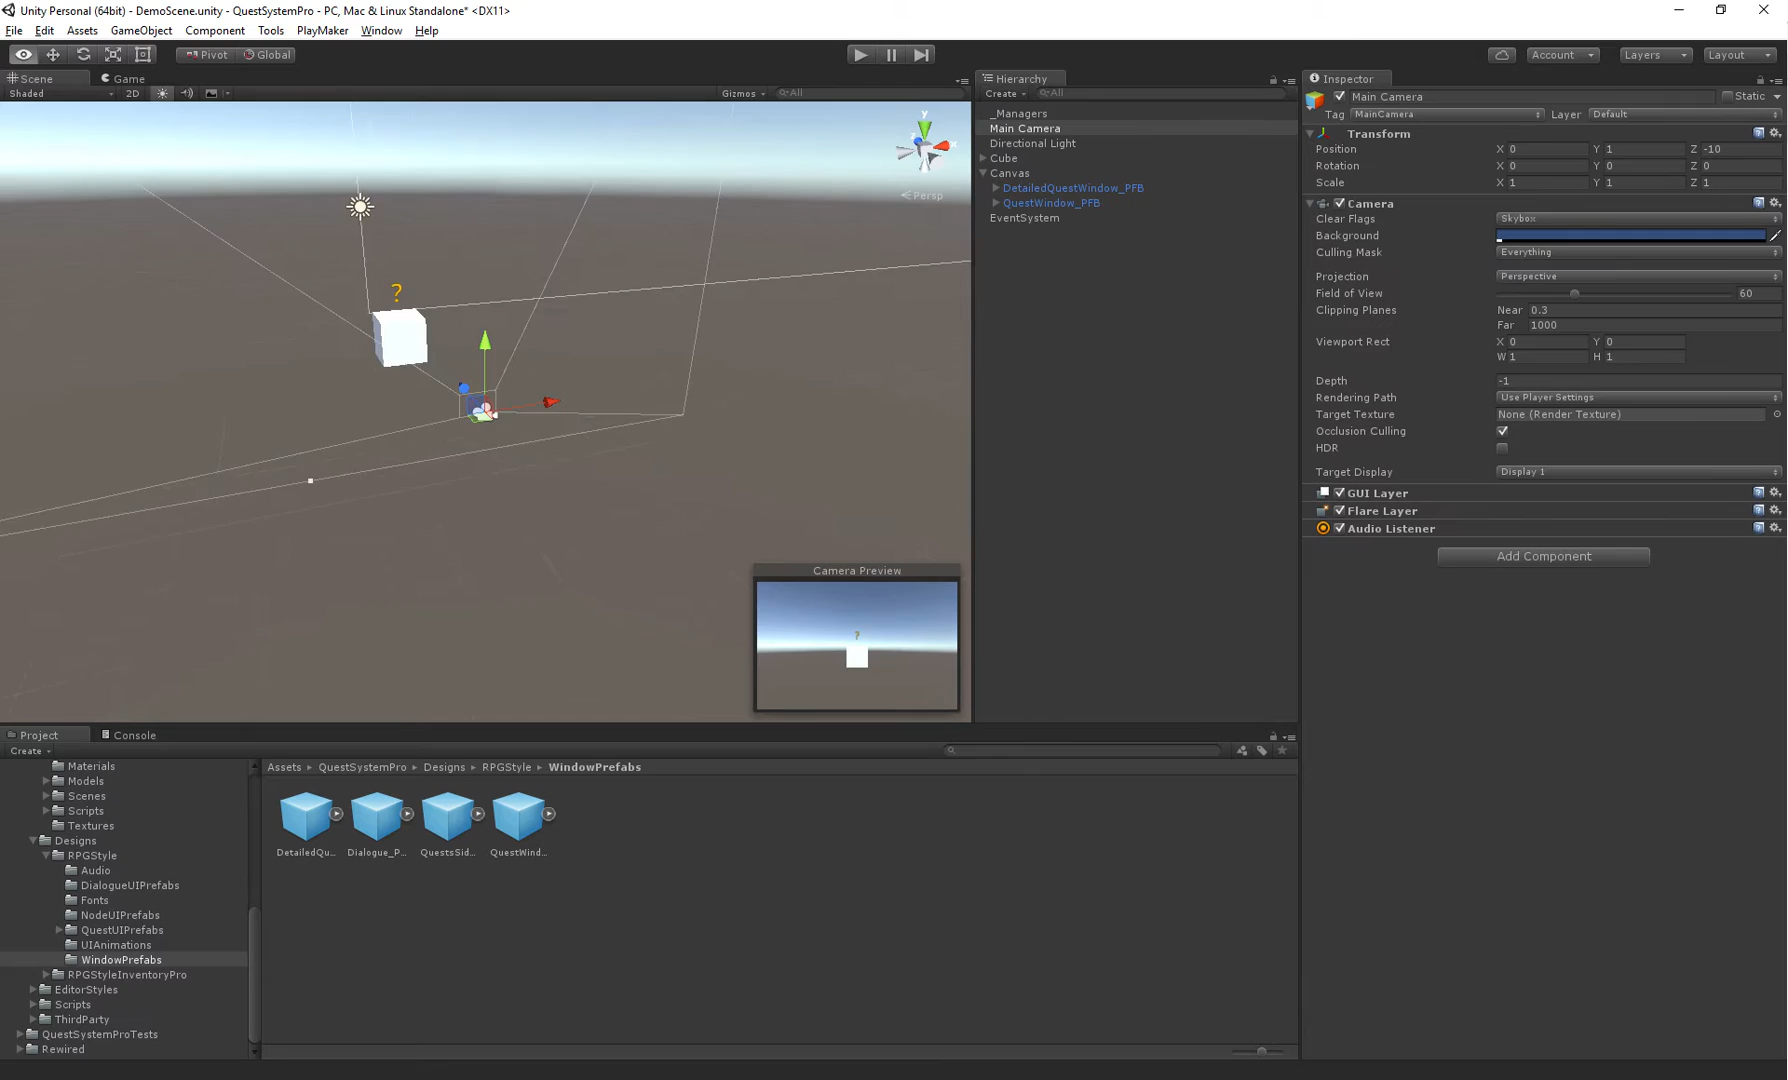 Unity Personal (64bit) - DemoScene.unity - QuestSystemPro - PC, Mac & Linux Standalone* <DX11>
File Edit Assets GameObject Component Tools PlayMaker Window Help
Pivot Global Account Layers Layout
Scene Game
Shaded 2D Gizmos All
y
x
z
Persp
?
Camera Preview
?
Hierarchy
Create All
_Managers
Main Camera
Directional Light
Cube
Canvas
DetailedQuestWindow_PFB
QuestWindow_PFB
EventSystem
Inspector
Main Camera Static
Tag MainCamera Layer Default
Transform
Position X 0 Y 1 Z -10
Rotation X 0 Y 0 Z 0
Scale X 1 Y 1 Z 1
Camera
Clear Flags Skybox
Background
Culling Mask Everything
Projection Perspective
Field of View 60
Clipping Planes Near 0.3
Far 1000
Viewport Rect X 0 Y 0
W 1 H 1
Depth -1
Rendering Path Use Player Settings
Target Texture None (Render Texture)
Occlusion Culling
HDR
Target Display Display 1
GUI Layer
Flare Layer
Audio Listener
Add Component
Project Console
Create
Materials
Models
Scenes
Scripts
Textures
Designs
RPGStyle
Audio
DialogueUIPrefabs
Fonts
NodeUIPrefabs
QuestUIPrefabs
UIAnimations
WindowPrefabs
RPGStyleInventoryPro
EditorStyles
Scripts
ThirdParty
QuestSystemProTests
Rewired
Assets QuestSystemPro Designs RPGStyle WindowPrefabs
DetailedQu... Dialogue_P... QuestsSid... QuestWind...